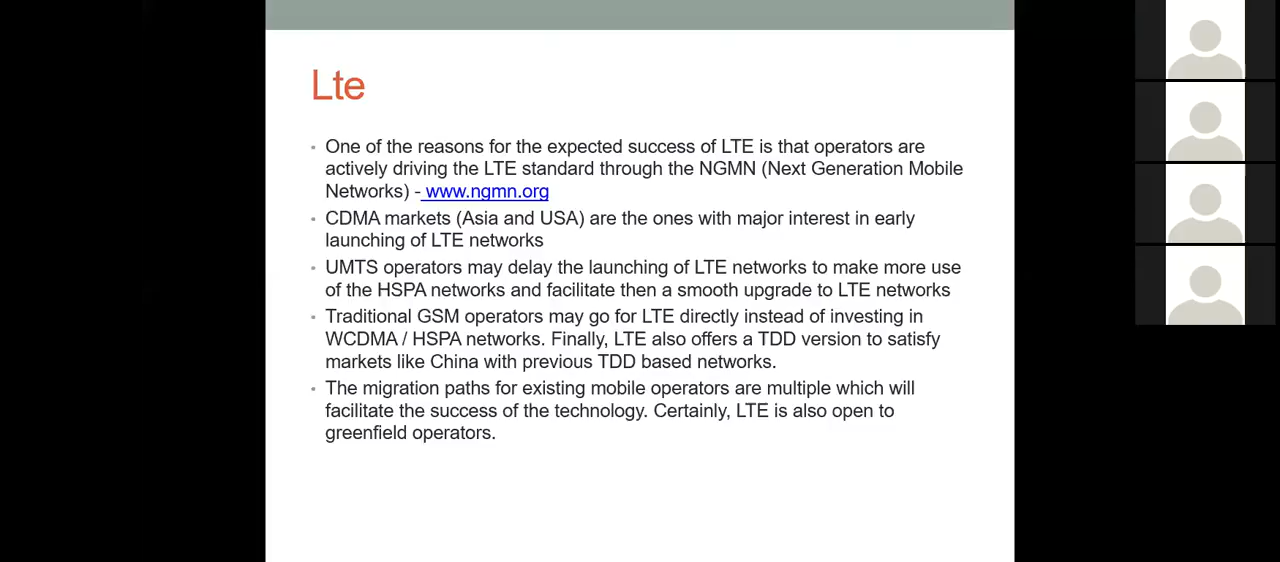 Lte
One of the reasons for the expected success of LTE is that operators are
actively driving the LTE standard through the NGMN (Next Generation Mobile
Networks) - www.ngmn.org
CDMA markets (Asia and USA) are the ones with major interest in early
launching of LTE networks
UMTS operators may delay the launching of LTE networks to make more use
of the HSPA networks and facilitate then a smooth upgrade to LTE networks
Traditional GSM operators may go for LTE directly instead of investing in
WCDMA / HSPA networks. Finally, LTE also offers a TDD version to satisfy
markets like China with previous TDD based networks.
The migration paths for existing mobile operators are multiple which will
facilitate the success of the technology. Certainly, LTE is also open to
greenfield operators.